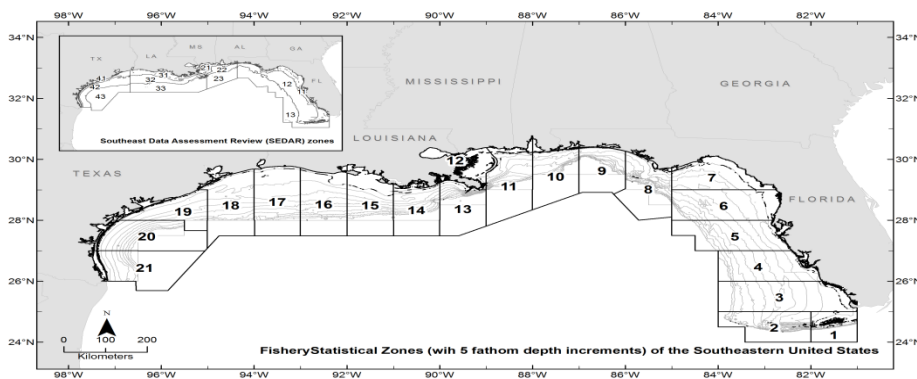 98°W 96°W 94°W 92°W 90°W 88°W 86°W 84°W 82°W
34°N 34°N
32°N 32°N
30°N 30°N
28°N 28°N
26°N 26°N
24°N 24°N
TX LA MS AL GA FL
41 42 43 31 32 33 21 22 23 12 11 13
Southeast Data Assessment Review (SEDAR) zones
MISSISSIPPI
GEORGIA
LOUISIANA
TEXAS
FLORIDA
12
7
9
10
11
8
6
19 18 17 16 15 14 13
20
5
21
4
3
2
1
N
0 100 200
Kilometers
FisheryStatistical Zones (wih 5 fathom depth increments) of the Southeastern United States
98°W 96°W 94°W 92°W 90°W 88°W 86°W 84°W 82°W